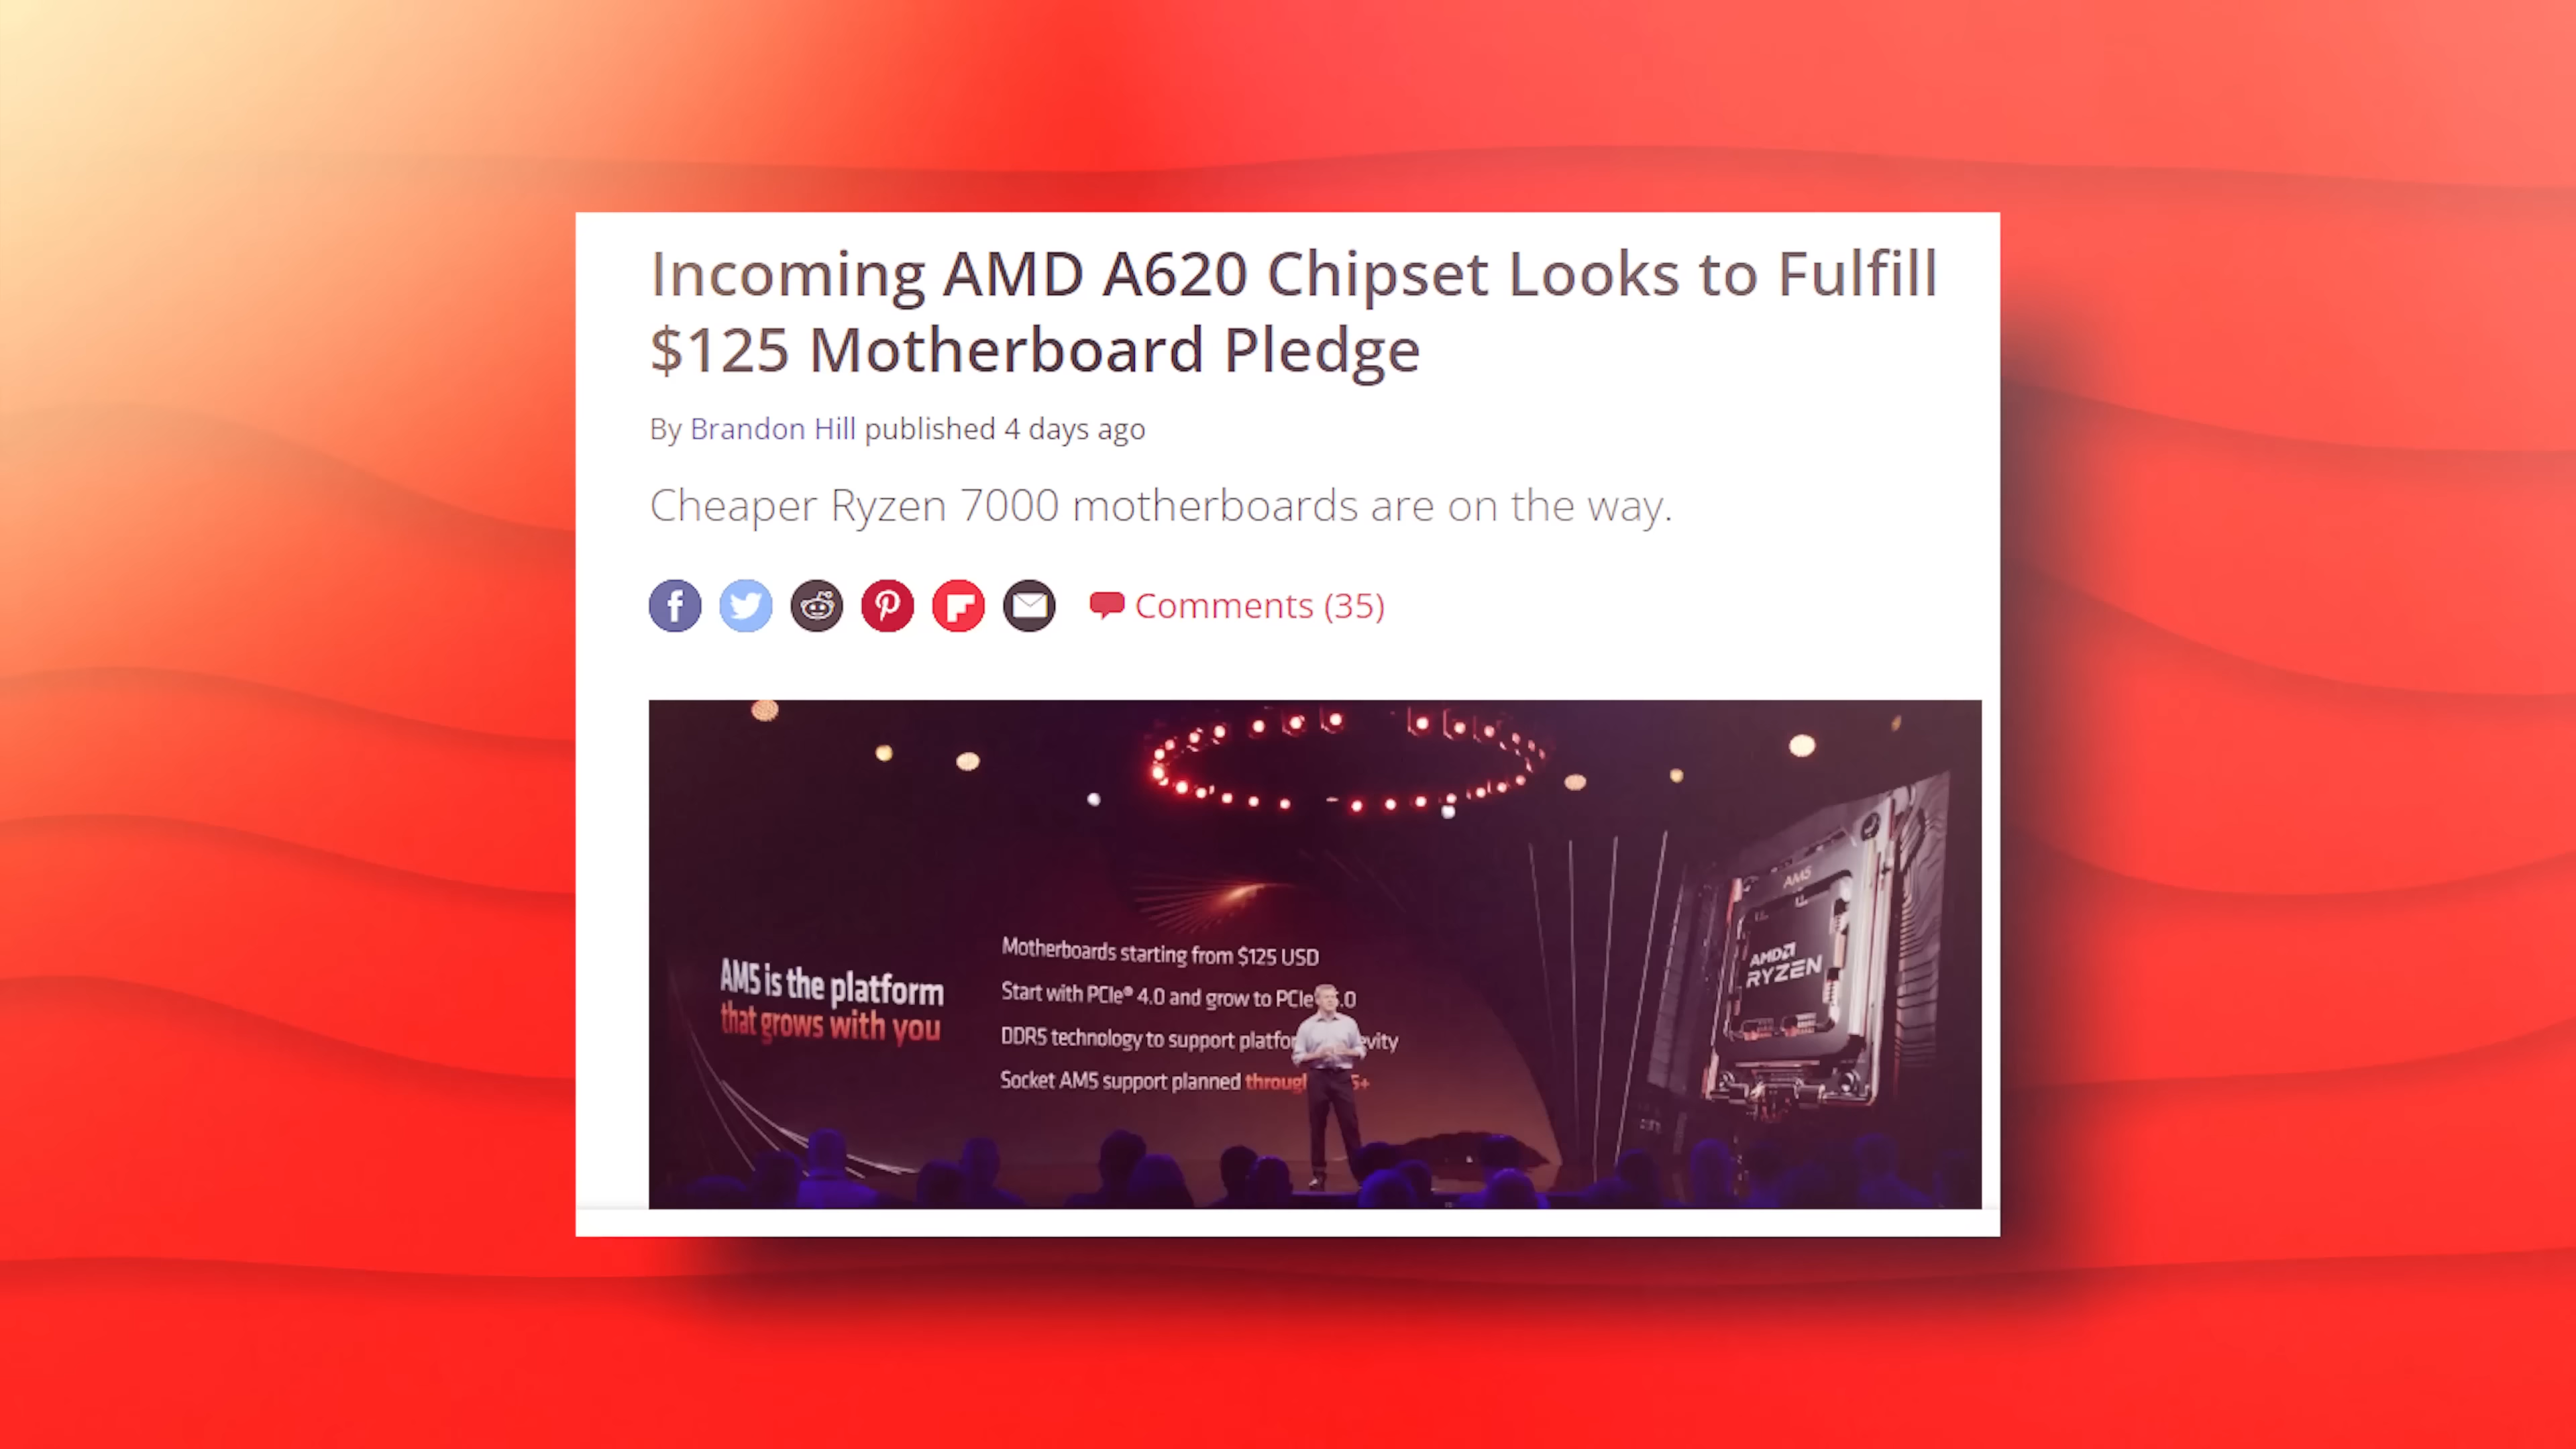 Incoming AMD A620 Chipset Looks to Fulfill
$125 Motherboard Pledge
By Brandon Hill published 4 days ago
Cheaper Ryzen 7000 motherboards are on the way.
Comments (35)
AM5 is the platform
that grows with you
Motherboards starting from $125 USD
Start with PCIe® 4.0 and grow to PCIe .0
DDR5 technology to support
Socket AM5 support planned
AM5
AMD
RYZEN